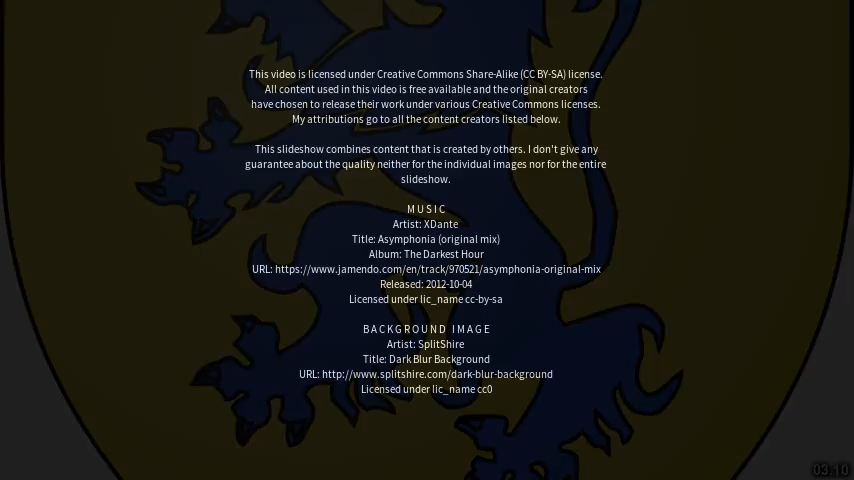 This video is licensed under Creative Commons Share-Alike (CC BY-SA) license.
All content used in this video is free available and the original creators
have chosen to release their work under various Creative Commons licenses.
My attributions go to all the content creators listed below.
This slideshow combines content that is created by others. I don't give any
guarantee about the quality neither for the individual images nor for the entire
slideshow.
MUSIC
Artist: XDante
Title: Asymphonia (original mix)
Album: The Darkest Hour
URL: https://www.jamendo.com/en/track/970521/asymphonia-original-mix
Released: 2012-10-04
Licensed under lic_name cc-by-sa
BACKGROUND IMAGE
Artist: SplitShire
Title: Dark Blur Background
URL: http://www.splitshire.com/dark-blur-background
Licensed under lic_name cc0
03:10